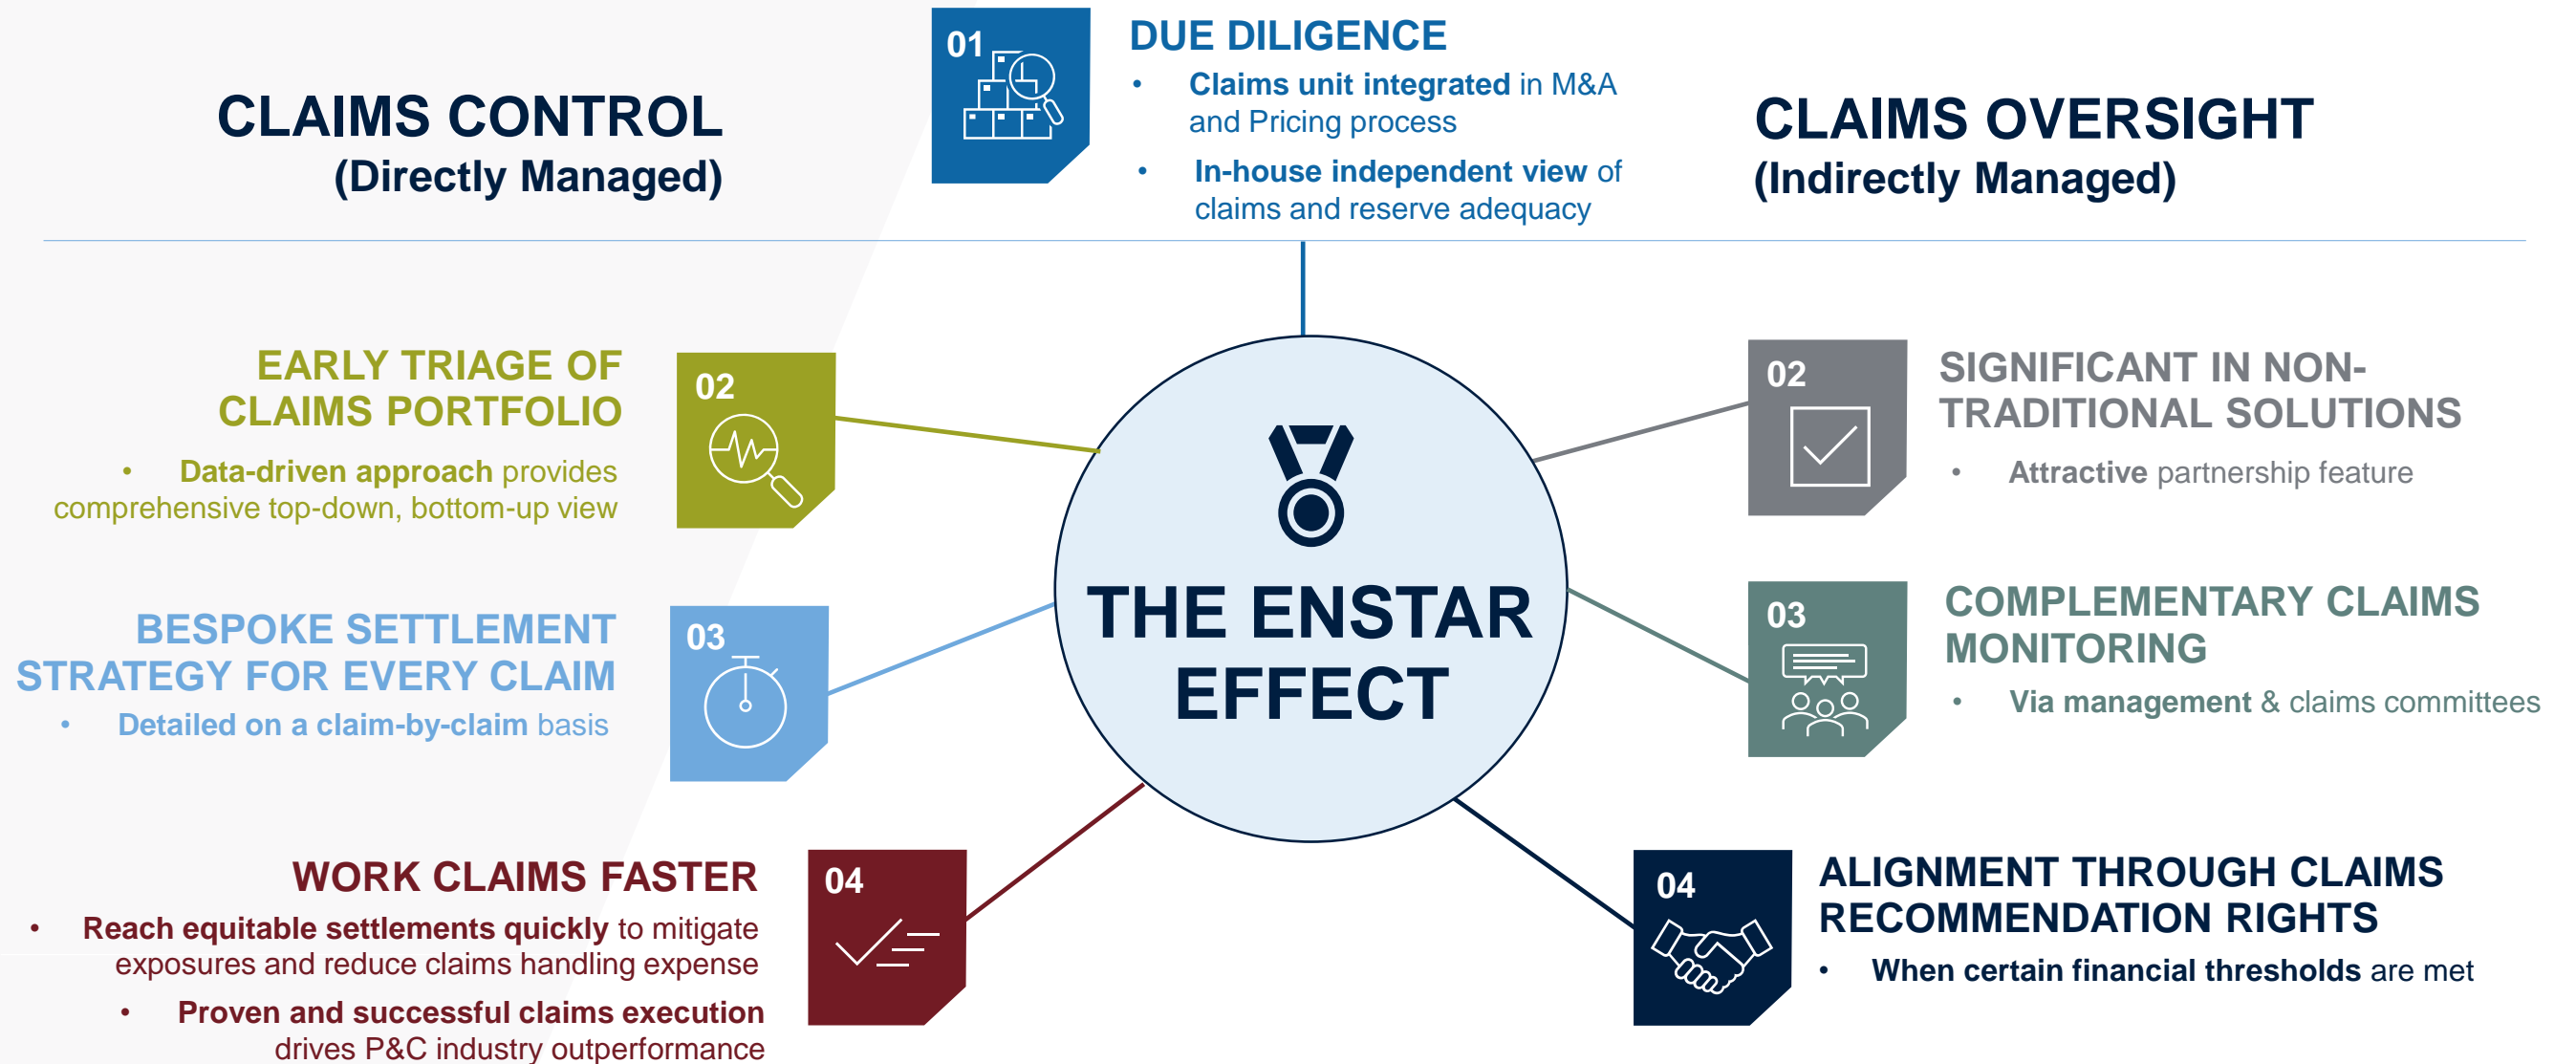 01
DUE DILIGENCE
• Claims unit integrated in M&A
and Pricing process
• In-house independent view of
claims and reserve adequacy
CLAIMS CONTROL
(Directly Managed)
CLAIMS OVERSIGHT
(Indirectly Managed)
EARLY TRIAGE OF
CLAIMS PORTFOLIO
• Data-driven approach provides
comprehensive top-down, bottom-up view
02
BESPOKE SETTLEMENT
STRATEGY FOR EVERY CLAIM
• Detailed on a claim-by-claim basis
03
WORK CLAIMS FASTER
• Reach equitable settlements quickly to mitigate
exposures and reduce claims handling expense
• Proven and successful claims execution
drives P&C industry outperformance
04
THE ENSTAR
EFFECT
02
SIGNIFICANT IN NON-
TRADITIONAL SOLUTIONS
• Attractive partnership feature
03
COMPLEMENTARY CLAIMS
MONITORING
• Via management & claims committees
04
ALIGNMENT THROUGH CLAIMS
RECOMMENDATION RIGHTS
• When certain financial thresholds are met